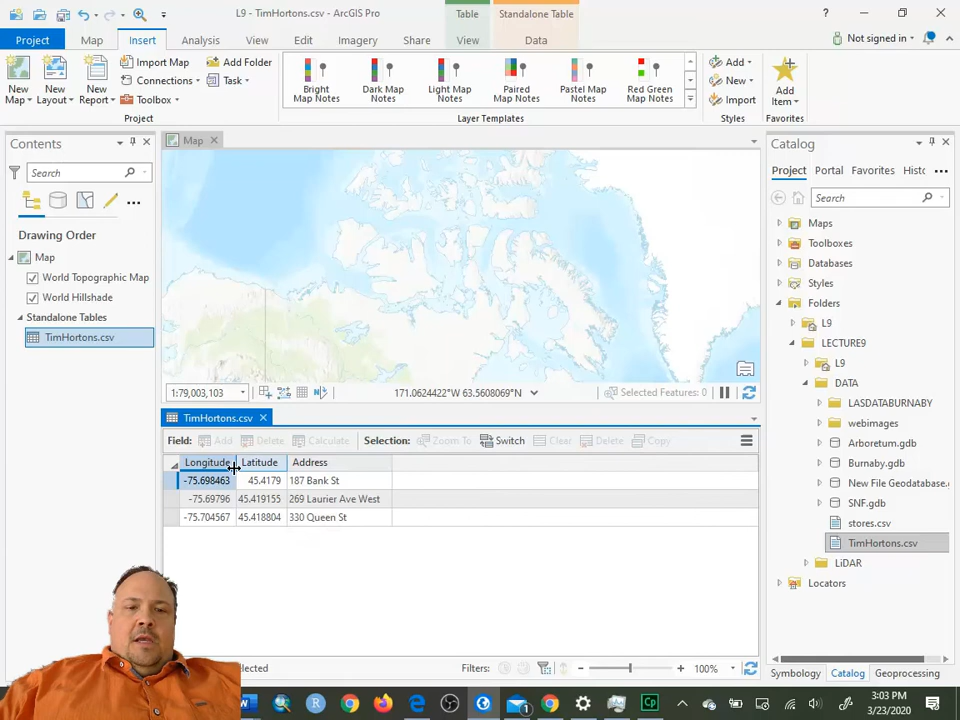 L9 - TimHortons.csv - ArcGIS Pro
Table
Standalone Table
?
Project
Map
Insert
Analysis
View
Edit
Imagery
Share
View
Data
Not signed in
New Map
New Layout
New Report
Import Map
Connections
Toolbox
Add Folder
Task
Project
Bright Map Notes
Dark Map Notes
Light Map Notes
Paired Map Notes
Pastel Map Notes
Red Green Map Notes
Layer Templates
Add
New
Import
Styles
Add Item
Favorites
Contents
Search
Drawing Order
Map
World Topographic Map
World Hillshade
Standalone Tables
TimHortons.csv
Map
1:79,003,103
171.0624422°W 63.5608069°N
Selected Features: 0
TimHortons.csv
Field: Add Delete Calculate Selection: Zoom To Switch Clear Delete Copy
Longitude Latitude Address
-75.698463 45.4179 187 Bank St
-75.69796 45.419155 269 Laurier Ave West
-75.704567 45.418804 330 Queen St
elected
Filters:
100%
Catalog
Project Portal Favorites Histc
Search
Maps
Toolboxes
Databases
Styles
Folders
L9
LECTURE9
L9
DATA
LASDATABURNABY
webimages
Arboretum.gdb
Burnaby.gdb
New File Geodatabase.
SNF.gdb
stores.csv
TimHortons.csv
LiDAR
Locators
Symbology Catalog Geoprocessing
3:03 PM
3/23/2020